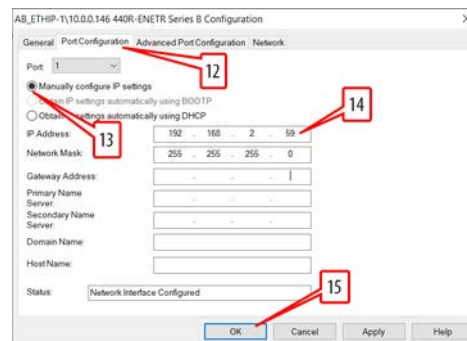 AB_ETHIP-1\10.0.0.146 440R-ENETR Series B Configuration
General Port Configuration Advanced Port Configuration Network
12
Port: 1
Manually configure IP settings
IP settings automatically using BOOTP
settings automatically using DHCP
13
14
IP Address: 192 . 168 . 2 . 59
Network Mask: 255 . 255 . 255 . 0
Gateway Address: . . .
Primary Name
Server: . . .
Secondary Name
Server: . . .
Domain Name:
Host Name:
Status: Network Interface Configured
15
OK Cancel Apply Help